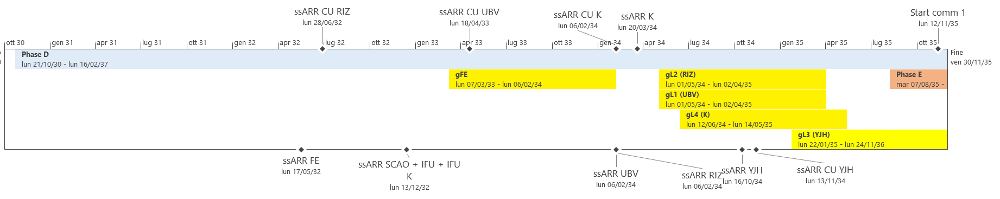 ssARR CU RIZ
lun 28/06/32
ssARR CU UBV
lun 18/04/33
ssARR CU K
lun 06/02/34
ssARR K
lun 20/03/34
Start comm 1
lun 12/11/35
ott 30 gen 31 apr 31 lug 31 ott 31 gen 32 apr 32 lug 32 ott 32 gen 33 apr 33 lug 33 ott 33 gen 34 apr 34 lug 34 ott 34 gen 35 apr 35 lug 35 ott 35
Phase D
lun 21/10/30 - lun 16/02/37
Fine
ven 30/11/35
gFE
lun 07/03/33 - lun 06/02/34
gL2 (RIZ)
lun 01/05/34 - lun 02/04/35
Phase E
mar 07/08/35 -
gL1 (UBV)
lun 01/05/34 - lun 02/04/35
gL4 (K)
lun 12/06/34 - lun 14/05/35
gL3 (YJH)
lun 22/01/35 - lun 24/11/36
ssARR FE
lun 17/05/32
ssARR SCAO + IFU + IFU
K
lun 13/12/32
ssARR UBV
lun 06/02/34
ssARR RIZ
lun 06/02/34
ssARR YJH
lun 16/10/34
ssARR CU YJH
lun 13/11/34